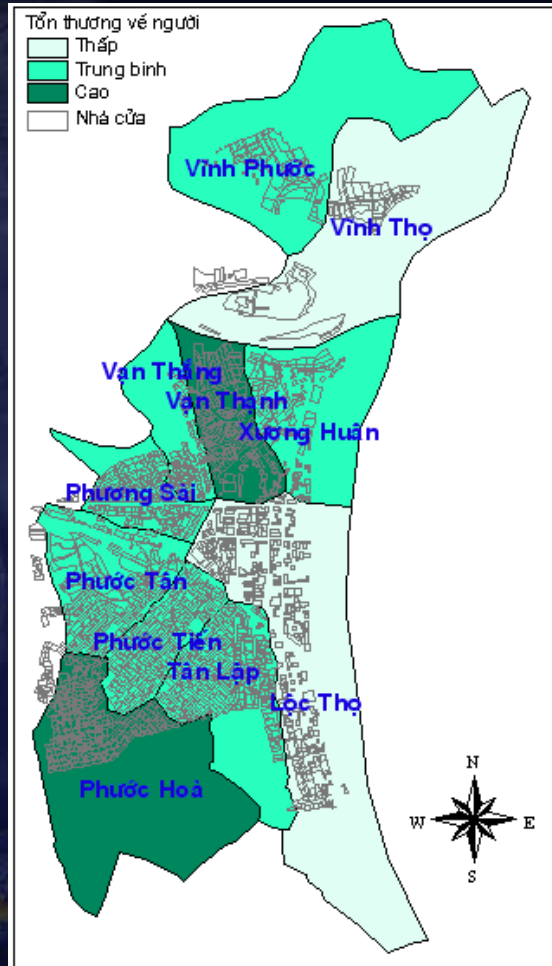 Tổn thương về người
Thấp
Trung bình
Cao
Nhà cửa
Vĩnh Phước
Vĩnh Thọ
Vạn Thắng
Vạn Thạnh
Xương Huân
Phương Sài
Phước Tân
Phước Tiến
Tân Lập
Lộc Thọ
Phước Hoà
N
W
E
S